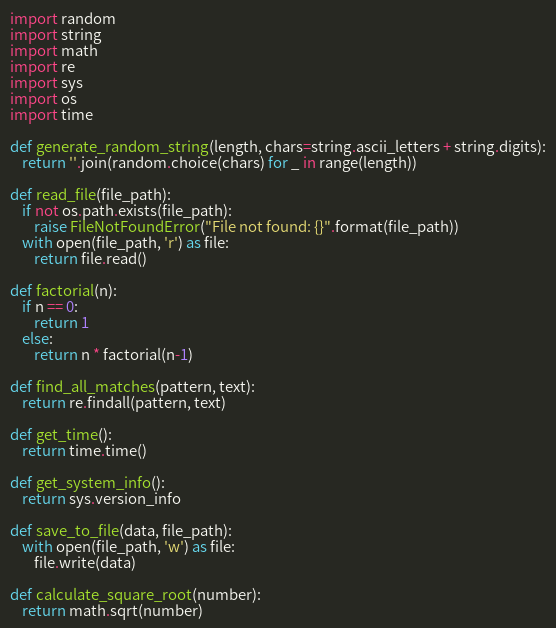 import random
import string
import math
import re
import sys
import os
import time

def generate_random_string(length, chars=string.ascii_letters + string.digits):
    return ''.join(random.choice(chars) for _ in range(length))

def read_file(file_path):
    if not os.path.exists(file_path):
        raise FileNotFoundError("File not found: {}".format(file_path))
    with open(file_path, 'r') as file:
        return file.read()

def factorial(n):
    if n == 0:
        return 1
    else:
        return n * factorial(n-1)

def find_all_matches(pattern, text):
    return re.findall(pattern, text)

def get_time():
    return time.time()

def get_system_info():
    return sys.version_info

def save_to_file(data, file_path):
    with open(file_path, 'w') as file:
        file.write(data)

def calculate_square_root(number):
    return math.sqrt(number)